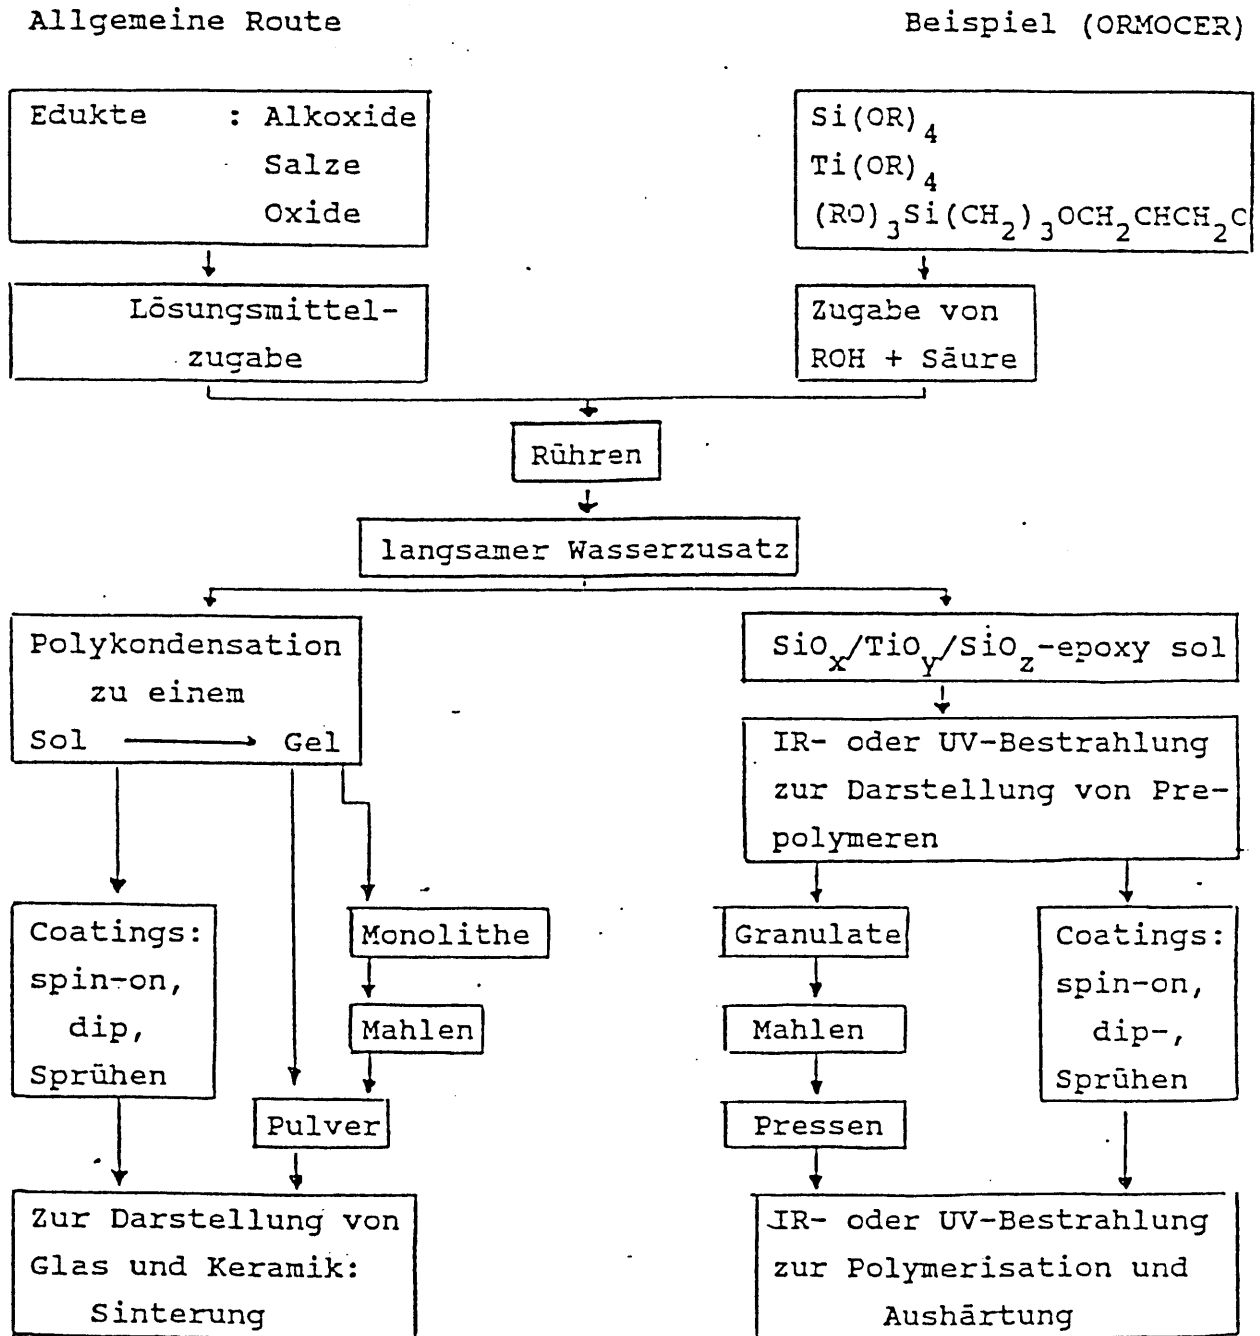 Allgemeine Route
Beispiel (ORMOCER)
Edukte : Alkoxide
Salze
Oxide
Si(OR)4
Ti(OR)4
(RO)3Si(CH2)3OCH2CHCH2C
Lösungsmittel-
zugabe
Zugabe von
ROH + Säure
Rühren
langsamer Wasserzusatz
Polykondensation
zu einem
Sol → Gel
SiOx/TiOy/SiOz-epoxy sol
IR- oder UV-Bestrahlung
zur Darstellung von Pre-
polymeren
Coatings:
spin-on,
dip,
Sprühen
Monolithe
Mahlen
Pulver
Granulate
Mahlen
Pressen
Coatings:
spin-on,
dip-,
Sprühen
Zur Darstellung von
Glas und Keramik:
Sinterung
IR- oder UV-Bestrahlung
zur Polymerisation und
Aushärtung